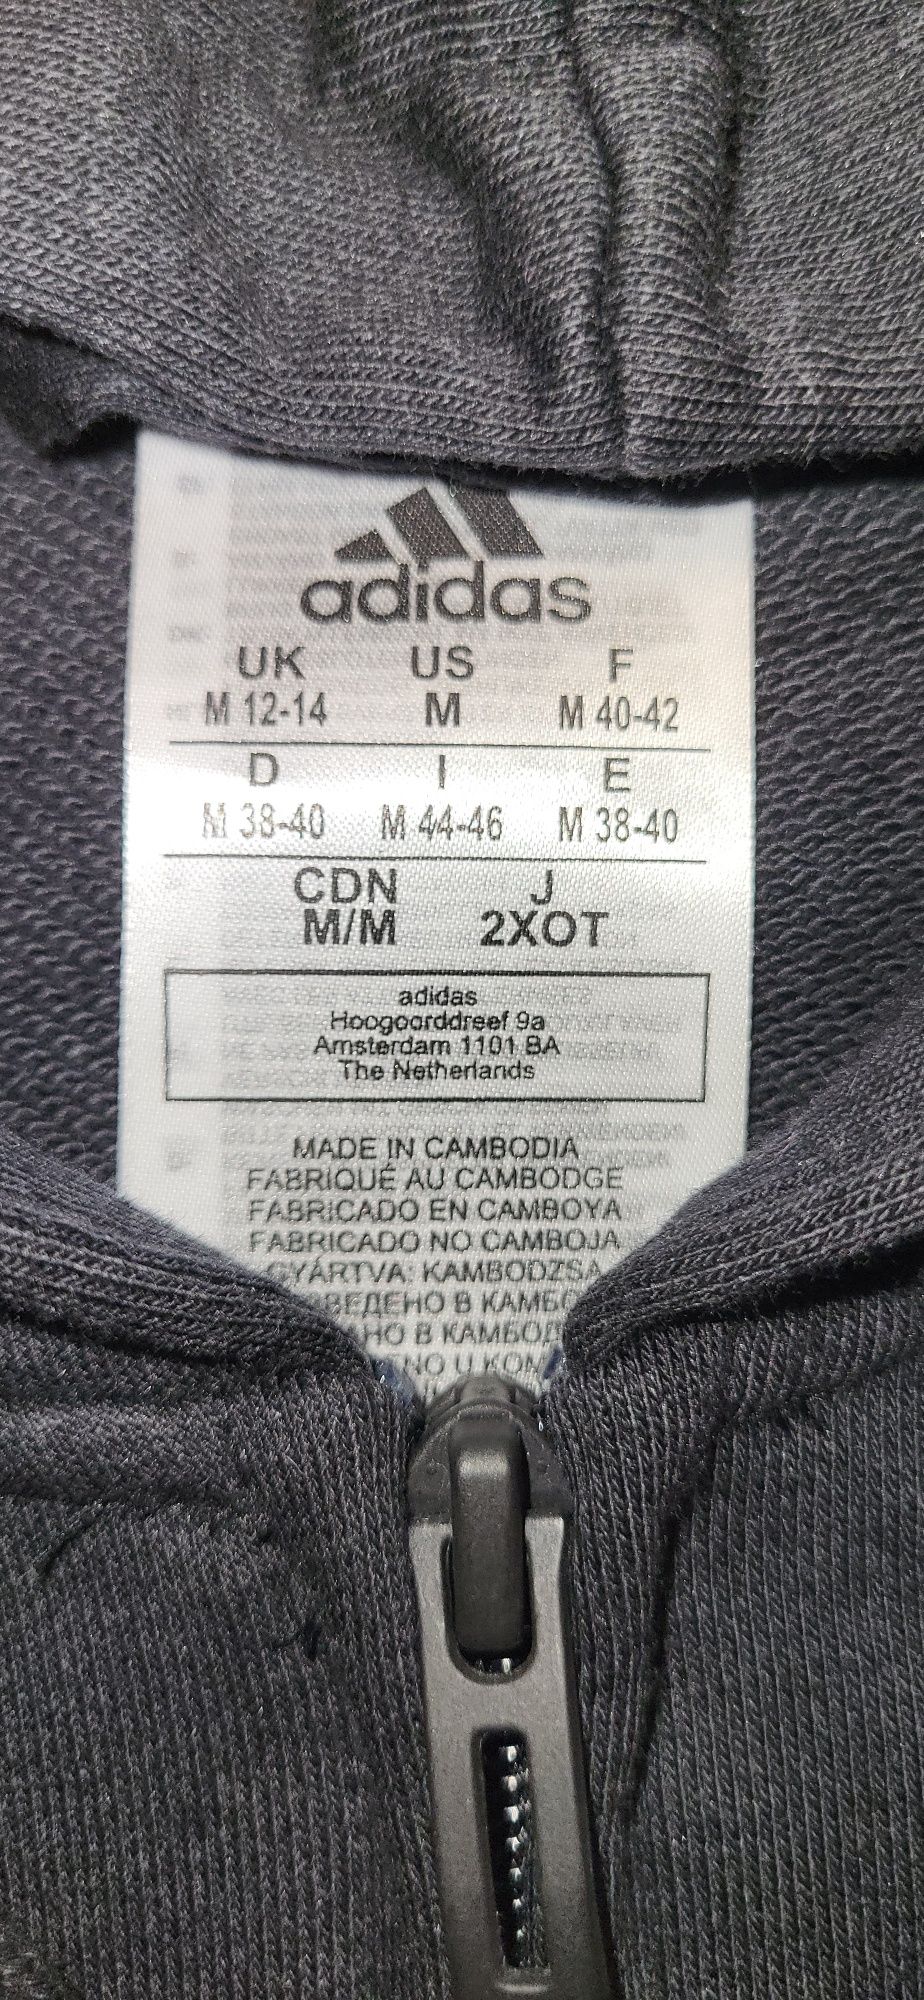 adidas
UK US F
M 12-14 M M 40-42
D I E
M 38-40 M 44-46 M 38-40
CDN J
M/M 2XOT
adidas
Hoogoorddreef 9a
Amsterdam 1101 BA
The Netherlands
MADE IN CAMBODIA
FABRIQUÉ AU CAMBODGE
FABRICADO EN CAMBOYA
FABRICADO NO CAMBOJA
GYÁRTVA: KAMBODZSA
В
В